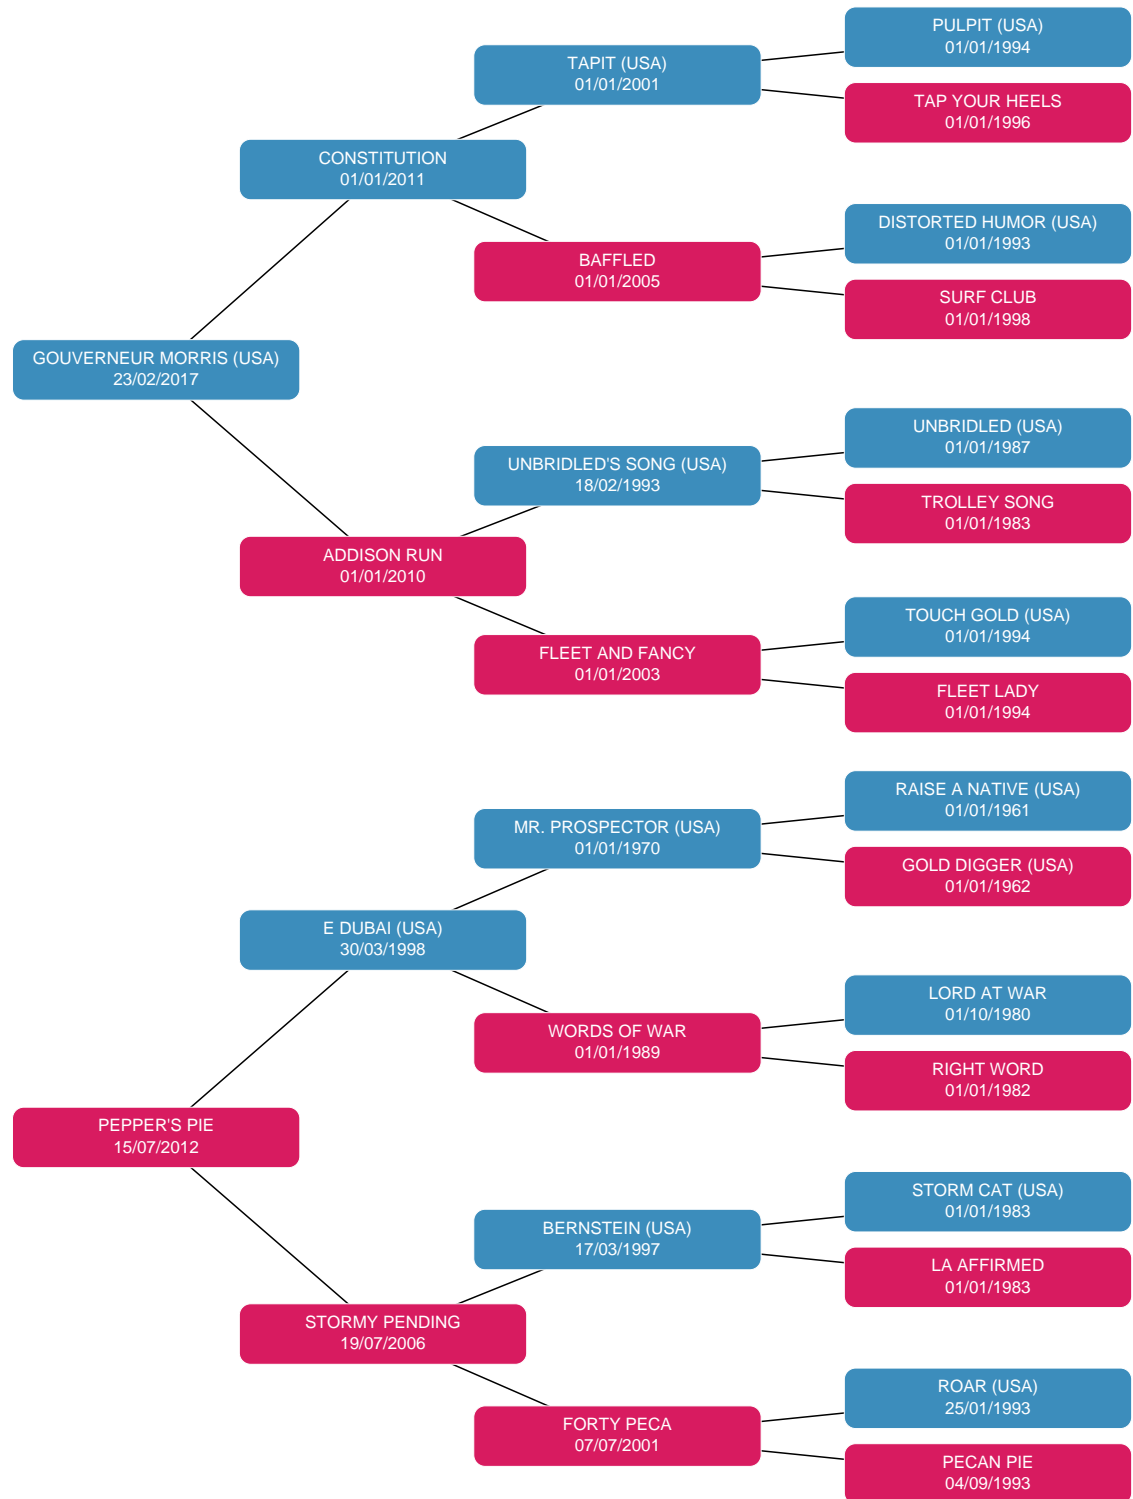 PULPIT (USA)
01/01/1994
TAPIT (USA)
01/01/2001
TAP YOUR HEELS
01/01/1996
CONSTITUTION
01/01/2011
DISTORTED HUMOR (USA)
01/01/1993
BAFFLED
01/01/2005
SURF CLUB
01/01/1998
GOUVERNEUR MORRIS (USA)
23/02/2017
UNBRIDLED (USA)
01/01/1987
UNBRIDLED'S SONG (USA)
18/02/1993
TROLLEY SONG
01/01/1983
ADDISON RUN
01/01/2010
TOUCH GOLD (USA)
01/01/1994
FLEET AND FANCY
01/01/2003
FLEET LADY
01/01/1994
RAISE A NATIVE (USA)
01/01/1961
MR. PROSPECTOR (USA)
01/01/1970
GOLD DIGGER (USA)
01/01/1962
E DUBAI (USA)
30/03/1998
LORD AT WAR
01/10/1980
WORDS OF WAR
01/01/1989
RIGHT WORD
01/01/1982
PEPPER'S PIE
15/07/2012
STORM CAT (USA)
01/01/1983
BERNSTEIN (USA)
17/03/1997
LA AFFIRMED
01/01/1983
STORMY PENDING
19/07/2006
ROAR (USA)
25/01/1993
FORTY PECA
07/07/2001
PECAN PIE
04/09/1993